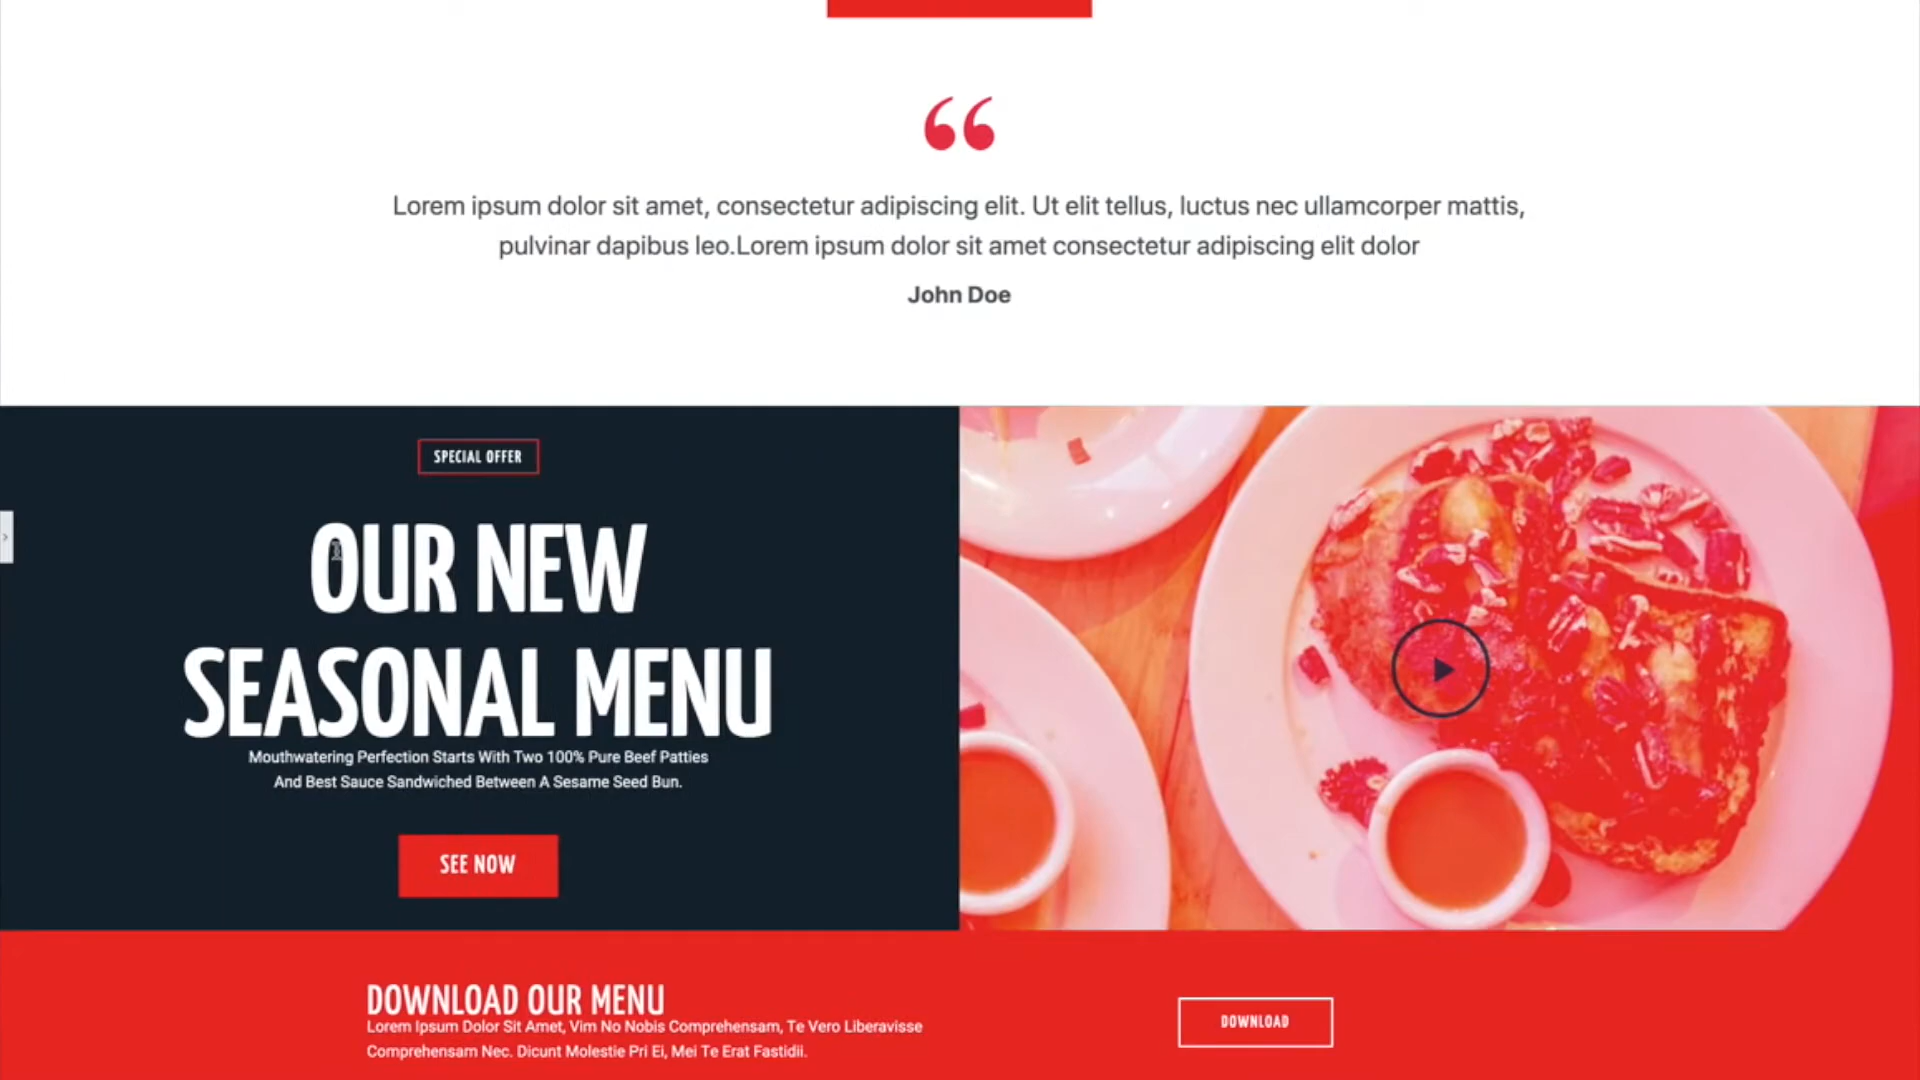 Lorem ipsum dolor sit amet, consectetur adipiscing elit. Ut elit tellus, luctus nec ullamcorper mattis,
pulvinar dapibus leo.Lorem ipsum dolor sit amet consectetur adipiscing elit dolor
John Doe
SPECIAL OFFER
OUR NEW
SEASONAL MENU
Mouthwatering Perfection Starts With Two 100% Pure Beef Patties
And Best Sauce Sandwiched Between A Sesame Seed Bun.
SEE NOW
DOWNLOAD OUR MENU
Lorem Ipsum Dolor Sit Amet, Vim No Nobis Comprehensam, Te Vero Liberavisse
Comprehensam Nec. Dicunt Molestie Pri Ei, Mei Te Erat Fastidii.
DOWNLOAD